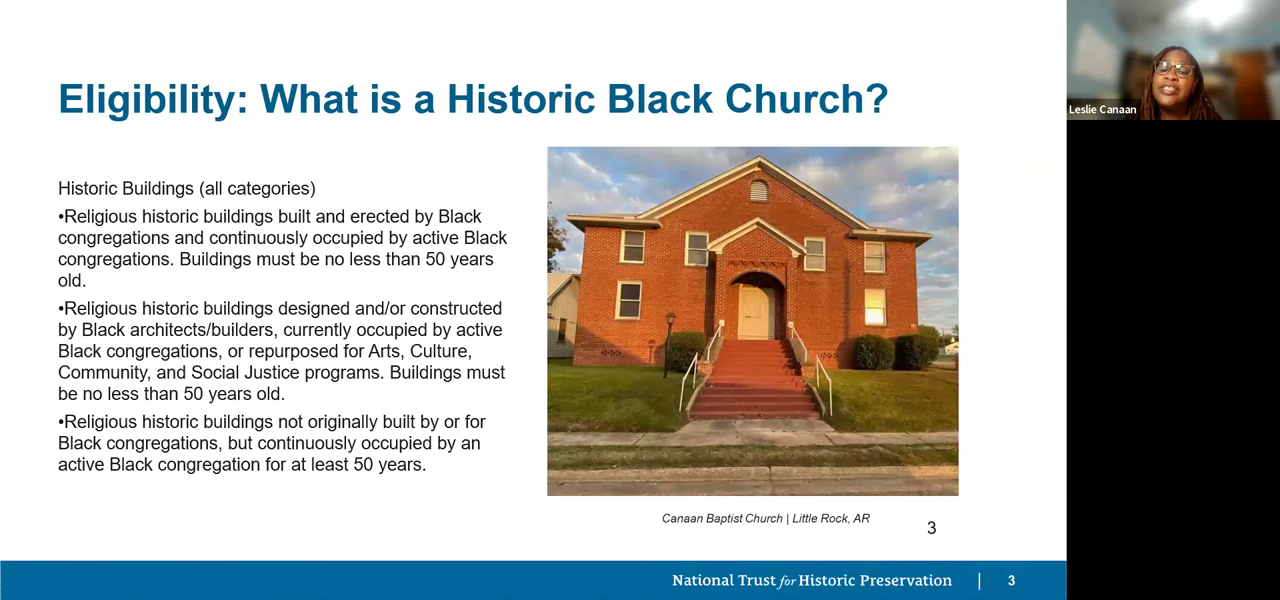 Eligibility: What is a Historic Black Church?
Leslie Canaan
Historic Buildings (all categories)
•Religious historic buildings built and erected by Black
congregations and continuously occupied by active Black
congregations. Buildings must be no less than 50 years
old.
•Religious historic buildings designed and/or constructed
by Black architects/builders, currently occupied by active
Black congregations, or repurposed for Arts, Culture,
Community, and Social Justice programs. Buildings must
be no less than 50 years old.
•Religious historic buildings not originally built by or for
Black congregations, but continuously occupied by an
active Black congregation for at least 50 years.
Canaan Baptist Church | Little Rock, AR
3
National Trust for Historic Preservation | 3